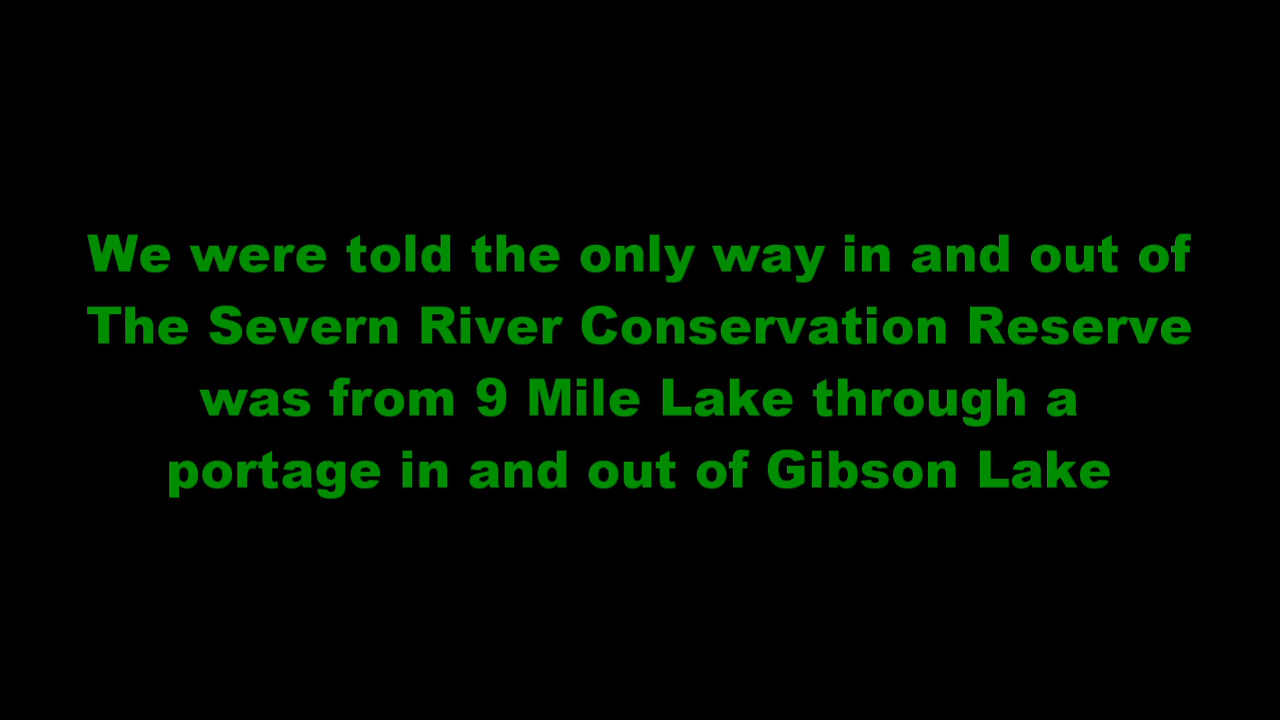 We were told the only way in and out of
The Severn River Conservation Reserve
was from 9 Mile Lake through a
portage in and out of Gibson Lake